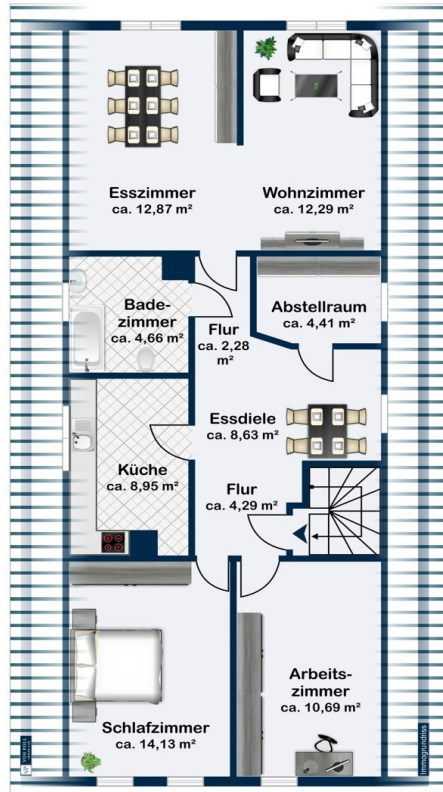 Esszimmer
ca. 12,87 m²
Wohnzimmer
ca. 12,29 m²
Bade-
zimmer
ca. 4,66 m²
Flur
ca. 2,28
m²
Abstellraum
ca. 4,41 m²
Essdiele
ca. 8,63 m²
Küche
ca. 8,95 m²
Flur
ca. 4,29 m²
Schlafzimmer
ca. 14,13 m²
Arbeits-
zimmer
ca. 10,69 m²
Immogrundriss